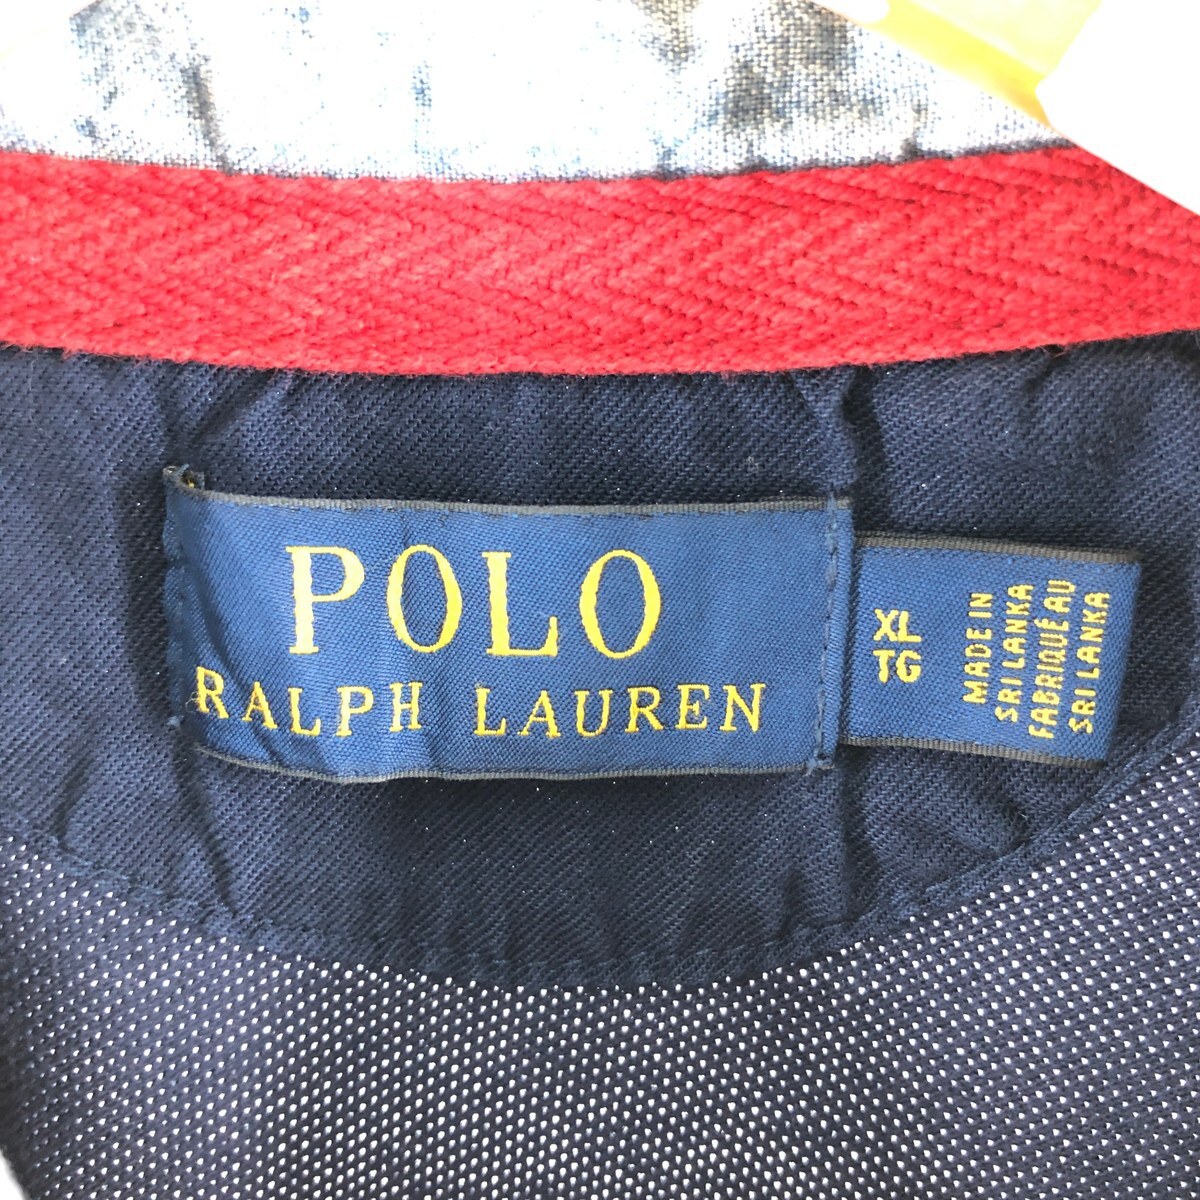 POLO
RALPH LAUREN
XL
TG
MADE IN
SRI LANKA
FABRIQUÉ AU
SRI LANKA